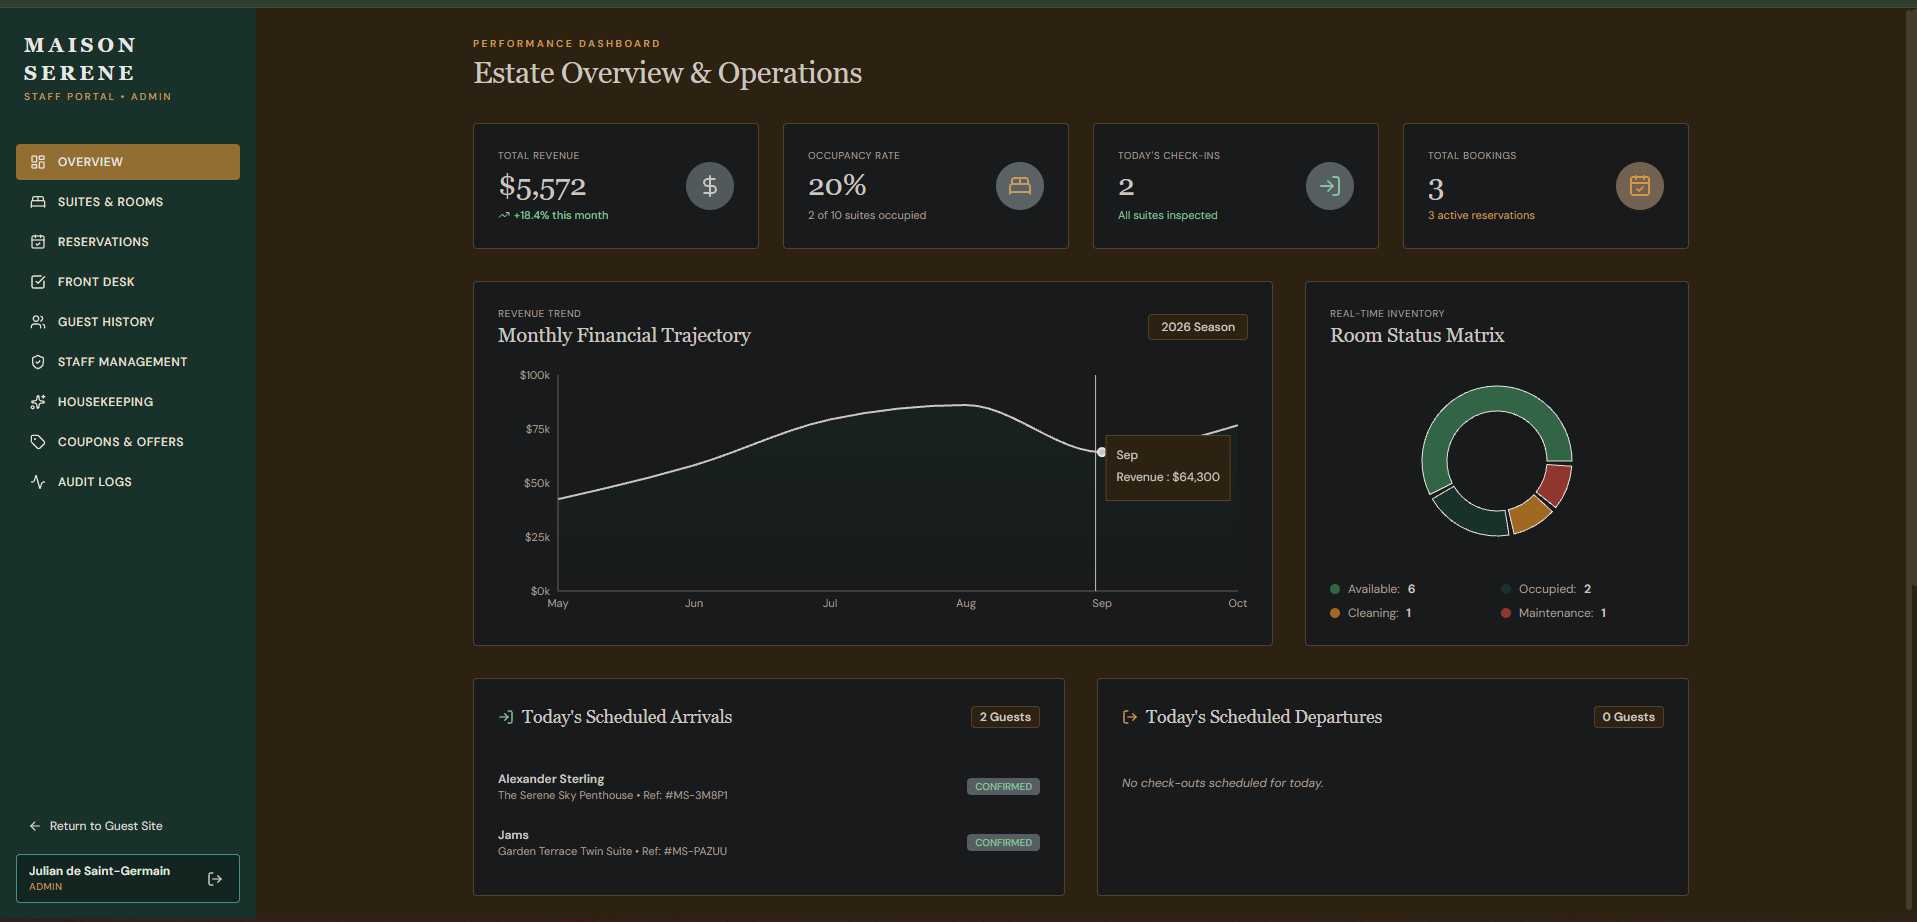 MAISON
SERENE
STAFF PORTAL • ADMIN
OVERVIEW
SUITES & ROOMS
RESERVATIONS
FRONT DESK
GUEST HISTORY
STAFF MANAGEMENT
HOUSEKEEPING
COUPONS & OFFERS
AUDIT LOGS
Return to Guest Site
Julian de Saint-Germain
ADMIN
PERFORMANCE DASHBOARD
Estate Overview & Operations
TOTAL REVENUE
$5,572
+18.4% this month
OCCUPANCY RATE
20%
2 of 10 suites occupied
TODAY'S CHECK-INS
2
All suites inspected
TOTAL BOOKINGS
3
3 active reservations
REVENUE TREND
Monthly Financial Trajectory
2026 Season
$100k
$75k
$50k
$25k
$0k
May Jun Jul Aug Sep Oct
Sep
Revenue : $64,300
REAL-TIME INVENTORY
Room Status Matrix
Available: 6 Occupied: 2
Cleaning: 1 Maintenance: 1
Today's Scheduled Arrivals 2 Guests
Alexander Sterling
The Serene Sky Penthouse • Ref: #MS-3M8P1
CONFIRMED
Jams
Garden Terrace Twin Suite • Ref: #MS-PAZUU
CONFIRMED
Today's Scheduled Departures 0 Guests
No check-outs scheduled for today.